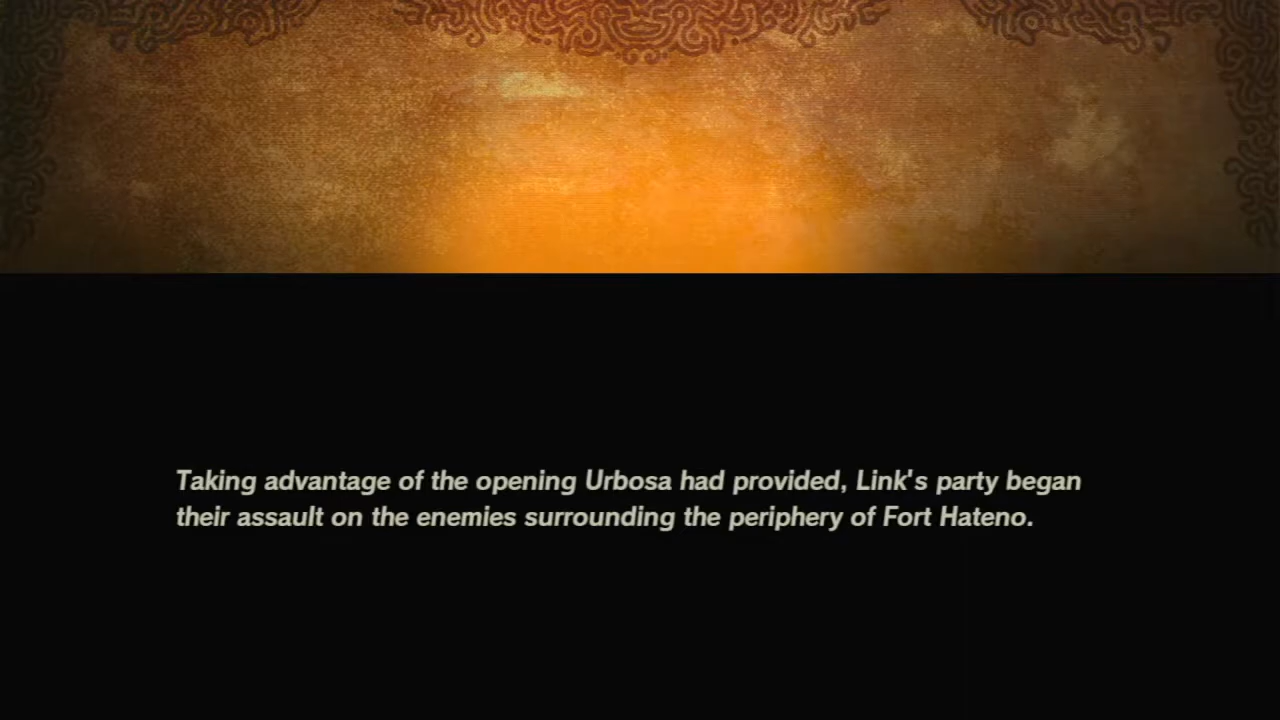 Taking advantage of the opening Urbosa had provided, Link's party began
their assault on the enemies surrounding the periphery of Fort Hateno.